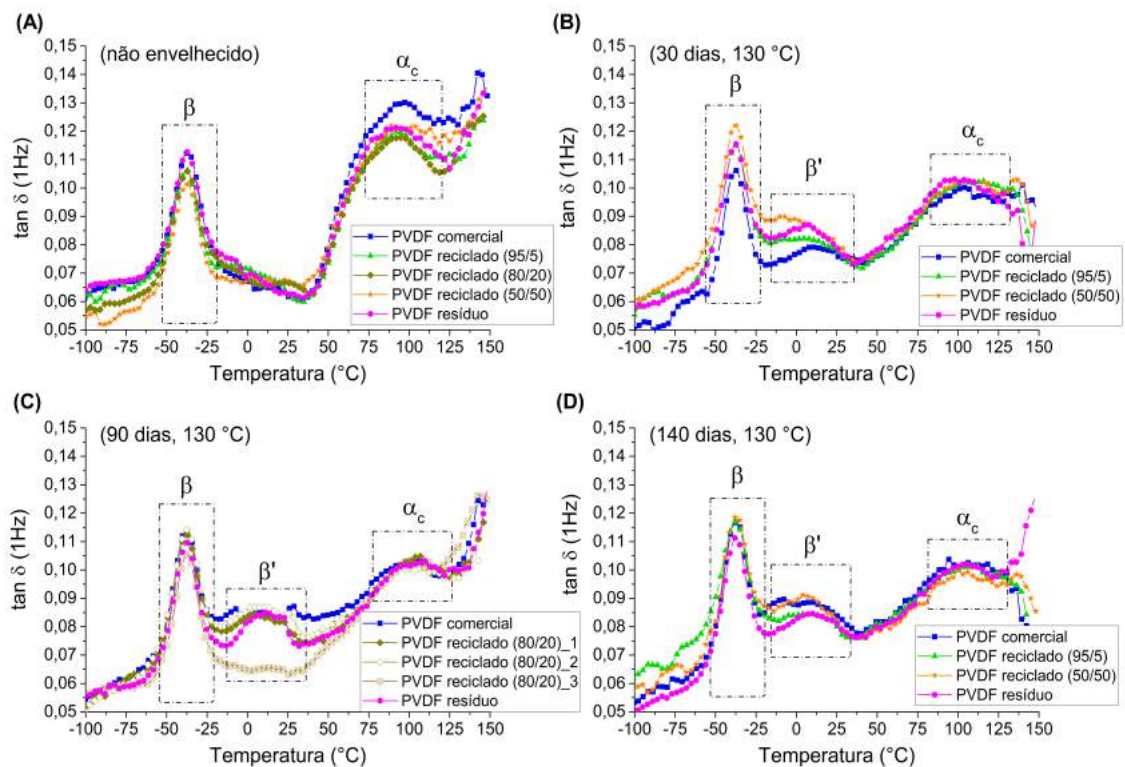 (A)
(não envelhecido)
β
α_c
tan δ (1Hz)
0,15
0,14
0,13
0,12
0,11
0,10
0,09
0,08
0,07
0,06
0,05
PVDF comercial
PVDF reciclado (95/5)
PVDF reciclado (80/20)
PVDF reciclado (50/50)
PVDF resíduo
-100 -75 -50 -25 0 25 50 75 100 125 150
Temperatura (°C)
(B)
(30 dias, 130 °C)
β
β'
α_c
tan δ (1Hz)
0,15
0,14
0,13
0,12
0,11
0,10
0,09
0,08
0,07
0,06
0,05
PVDF comercial
PVDF reciclado (95/5)
PVDF reciclado (50/50)
PVDF resíduo
-100 -75 -50 -25 0 25 50 75 100 125 150
Temperatura (°C)
(C)
(90 dias, 130 °C)
β
β'
α_c
tan δ (1Hz)
0,15
0,14
0,13
0,12
0,11
0,10
0,09
0,08
0,07
0,06
0,05
PVDF comercial
PVDF reciclado (80/20)_1
PVDF reciclado (80/20)_2
PVDF reciclado (80/20)_3
PVDF resíduo
-100 -75 -50 -25 0 25 50 75 100 125 150
Temperatura (°C)
(D)
(140 dias, 130 °C)
β
β'
α_c
tan δ (1Hz)
0,15
0,14
0,13
0,12
0,11
0,10
0,09
0,08
0,07
0,06
0,05
PVDF comercial
PVDF reciclado (95/5)
PVDF reciclado (50/50)
PVDF resíduo
-100 -75 -50 -25 0 25 50 75 100 125 150
Temperatura (°C)